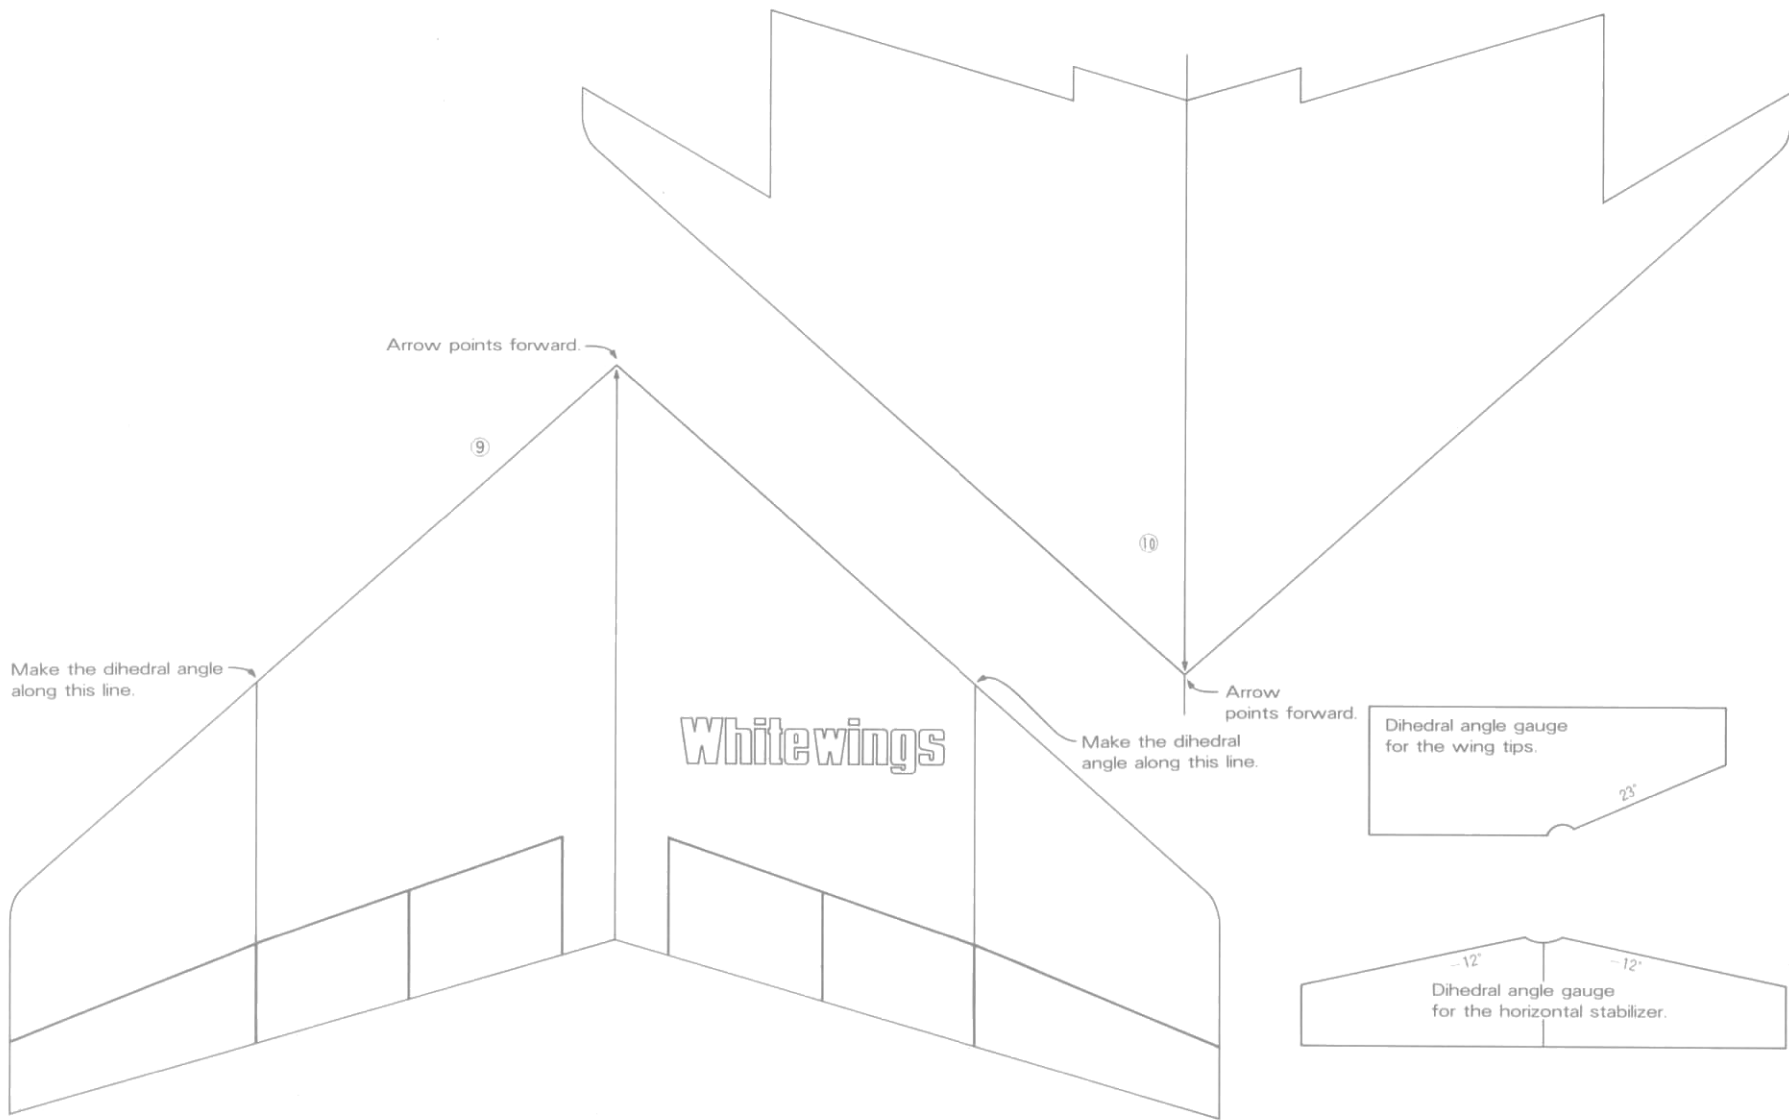 Arrow points forward.
9
10
Make the dihedral angle
along this line.
Whitewings
Make the dihedral
angle along this line.
Arrow
points forward.
Dihedral angle gauge
for the wing tips.
23°
-12° -12°
Dihedral angle gauge
for the horizontal stabilizer.